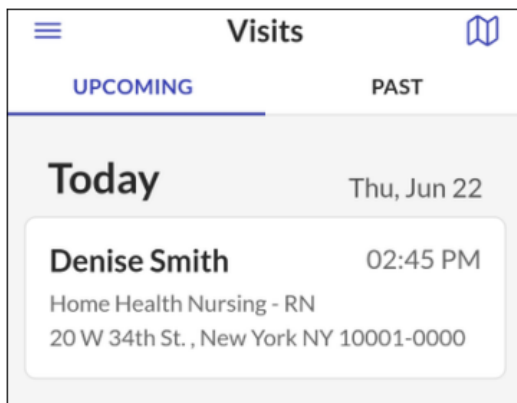 Visits
UPCOMING PAST
Today Thu, Jun 22
Denise Smith 02:45 PM
Home Health Nursing - RN
20 W 34th St. , New York NY 10001-0000